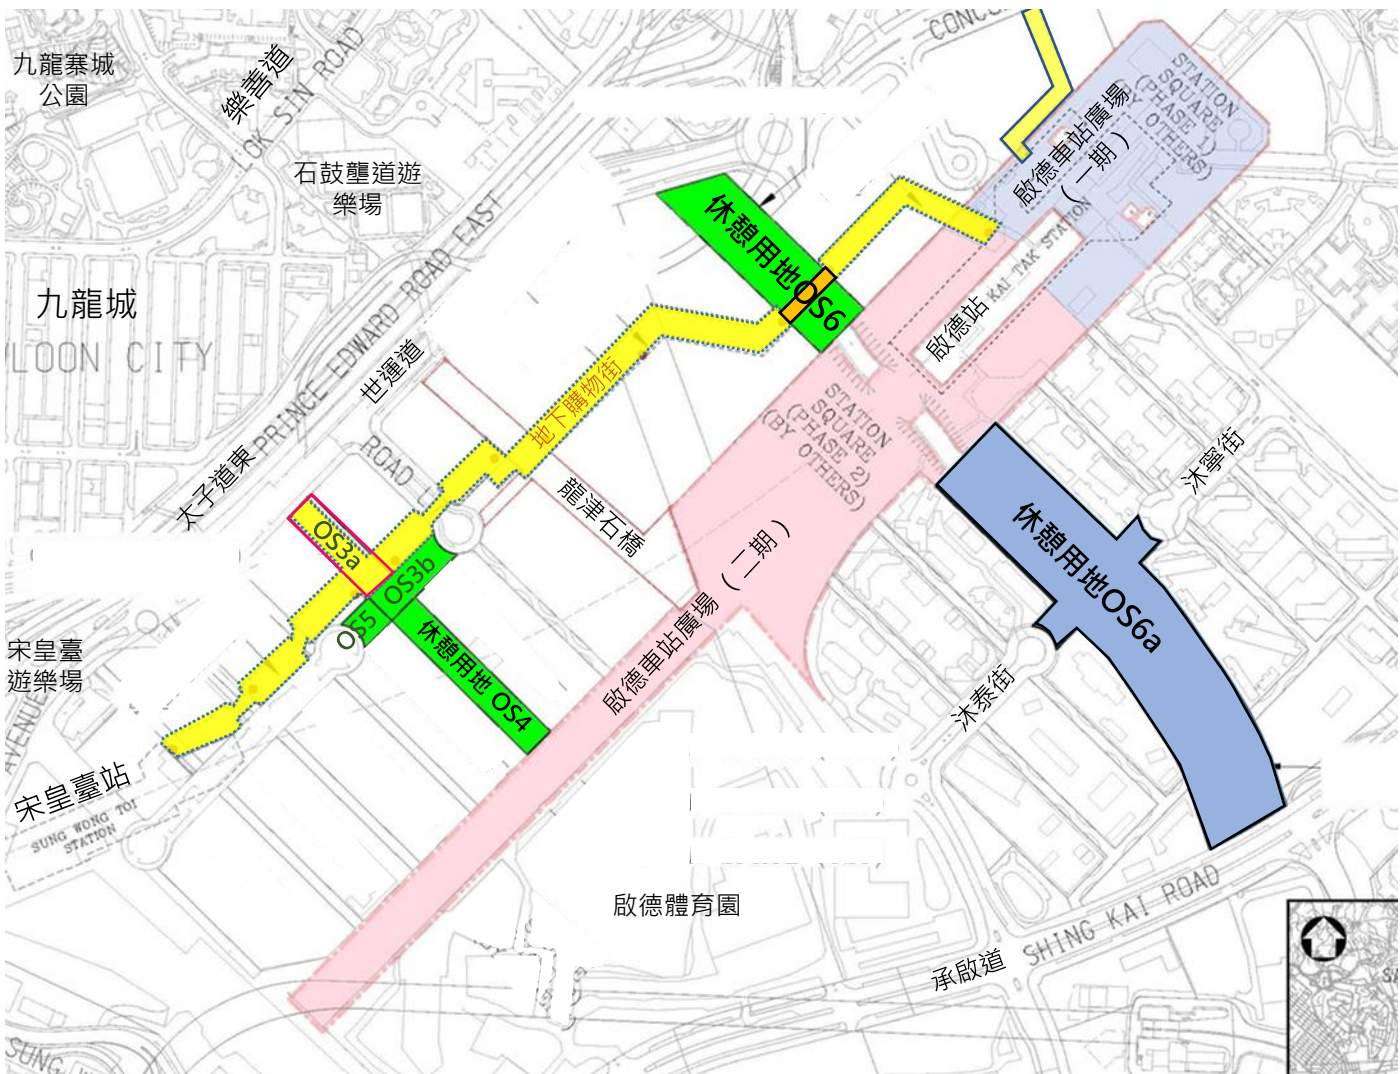 CONCO
九龍寨城
公園
樂善道
LOK SIN ROAD
石鼓壟道遊
樂場
STATION
SQUARE
(PHASE 1)
(BY OTHERS)
啟德車站廣場
(一期)
休憩用地OS6
KAI TAK STATION
啟德站
九龍城
LOON CITY
PRINCE EDWARD ROAD EAST
太子道東
世運道
ROAD L
地下購物街
STATION
SQUARE
(PHASE 2)
(BY
OTHERS)
龍津石橋
沐寧街
OS3a
OS3b
OS5
休憩用地 OS4
啟德車站廣場(二期)
休憩用地OS6a
沐泰街
宋皇臺
遊樂場
AVENUE
宋皇臺站
SUNG WONG TOI
STATION
啟德體育園
承啟道
SHING KAI ROAD
SUNG W